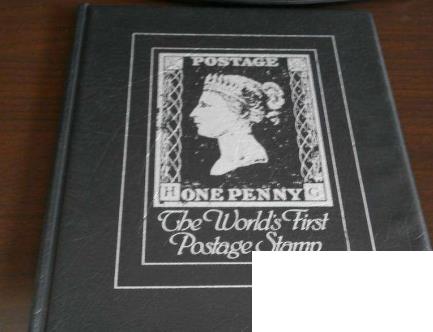 POSTAGE
H ONE PENNY G
The World's First
Postage Stamp